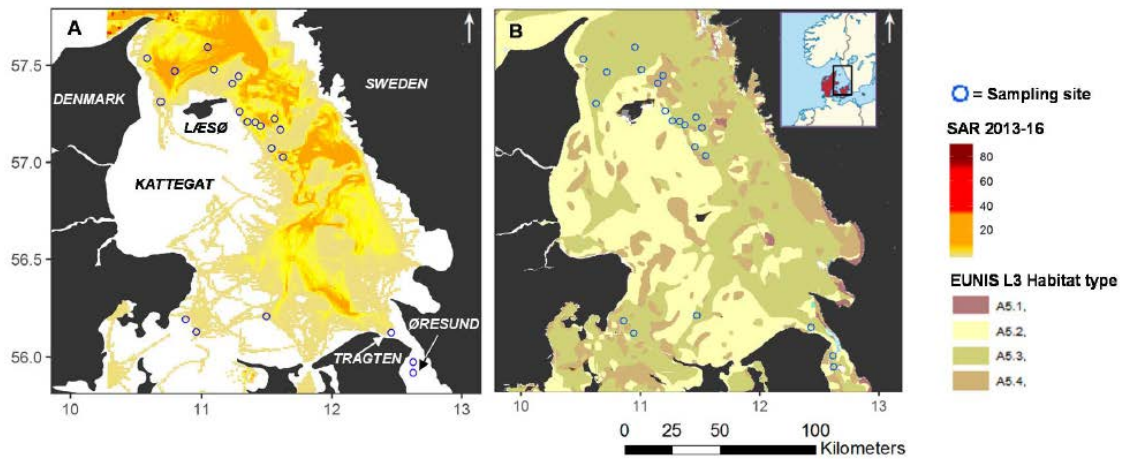 A
B
57.5
57.0
56.5
56.0
10
11
12
13
10
11
12
13
DENMARK
SWEDEN
LÆSØ
KATTEGAT
ØRESUND
TRAGTEN
0 25 50 100
Kilometers
= Sampling site
SAR 2013-16
80
60
40
20
EUNIS L3 Habitat type
A5.1,
A5.2,
A5.3,
A5.4,